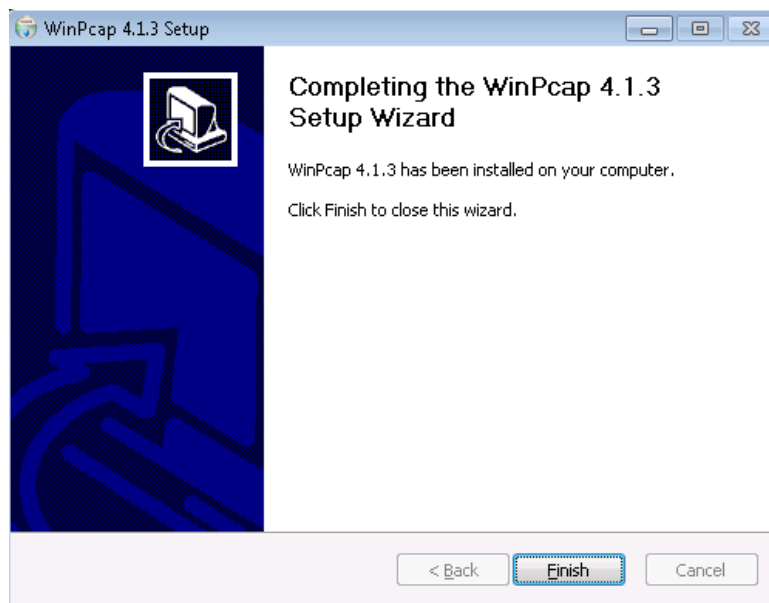 WinPcap 4.1.3 Setup
Completing the WinPcap 4.1.3
Setup Wizard
WinPcap 4.1.3 has been installed on your computer.
Click Finish to close this wizard.
< Back
Finish
Cancel